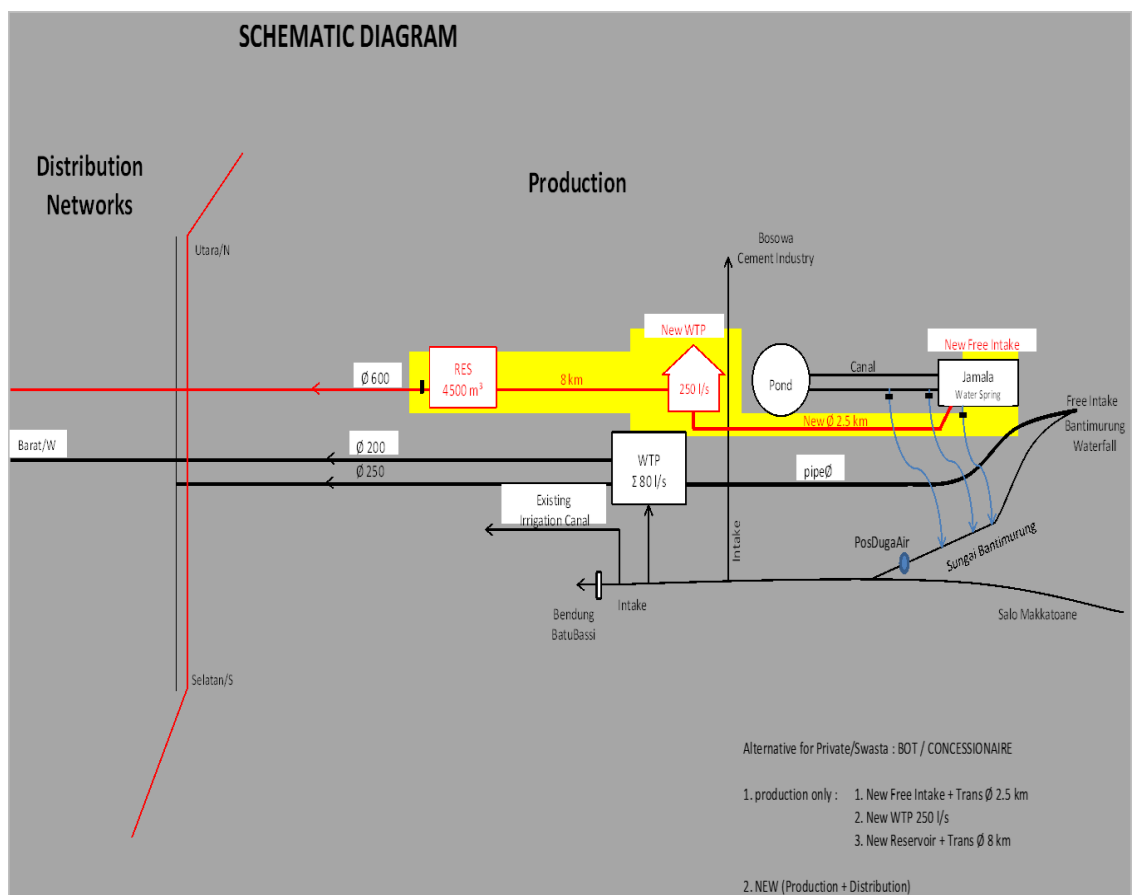 SCHEMATIC DIAGRAM
Distribution
Networks
Production
Utara/N
Bosowa
Cement Industry
New WTP
New Free Intake
RES
4500 m³
Ø 600
8 km
250 l/s
Pond
Canal
Jamala
Water Spring
Free Intake
Bantimurung
Waterfall
New Ø 2.5 km
Barat/W
Ø 200
Ø 250
WTP
Σ 80 l/s
pipeØ
Existing
Irrigation Canal
Intake
PosDugaAir
Sungai Bantimurung
Bendung
BatuBassi
Intake
Salo Makkatoane
Selatan/S
Alternative for Private/Swasta : BOT / CONCESSIONAIRE
1. production only : 1. New Free Intake + Trans Ø 2.5 km
2. New WTP 250 l/s
3. New Reservoir + Trans Ø 8 km
2. NEW (Production + Distribution)